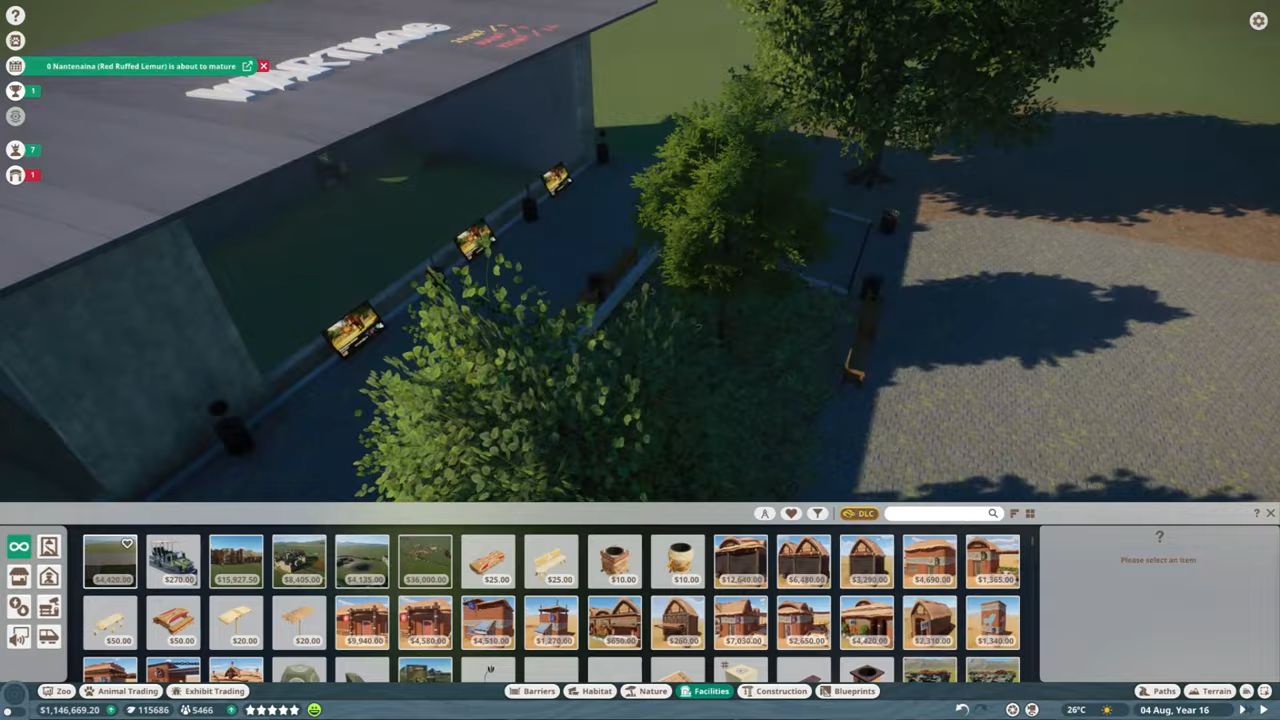 ?
0 Nantenaina (Red Ruffed Lemur) is about to mature
1
7
1
DLC
?
$4,420.00 $270.00 $15,927.50 $8,405.00 $4,135.00 $36,000.00 $25.00 $25.00 $10.00 $10.00 $12,640.00 $6,480.00 $3,290.00 $4,690.00 $1,365.00
?
Please select an item
$50.00 $50.00 $20.00 $20.00 $9,940.00 $4,580.00 $4,510.00 $1,270.00 $650.00 $260.00 $7,030.00 $2,650.00 $4,420.00 $2,310.00 $1,340.00
Zoo Animal Trading Exhibit Trading Barriers Habitat Nature Facilities Construction Blueprints Paths Terrain
$1,146,669.20 115686 5466 26°C 04 Aug, Year 16